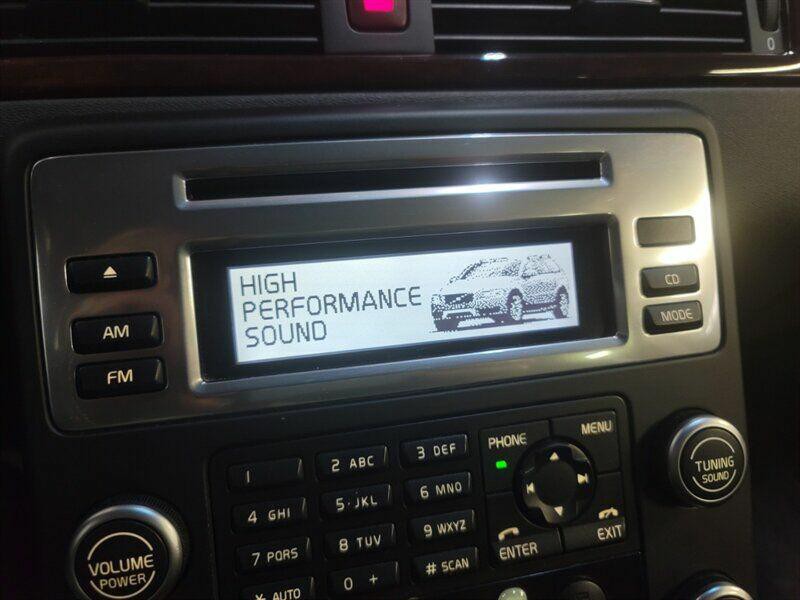 0
HIGH
PERFORMANCE
SOUND
AM
FM
CD
MODE
1
2 ABC
3 DEF
4 GHI
5 JKL
6 MNO
7 PQRS
8 TUV
9 WXYZ
* AUTO
0 +
# SCAN
PHONE
MENU
ENTER
EXIT
VOLUME
POWER
TUNING
SOUND